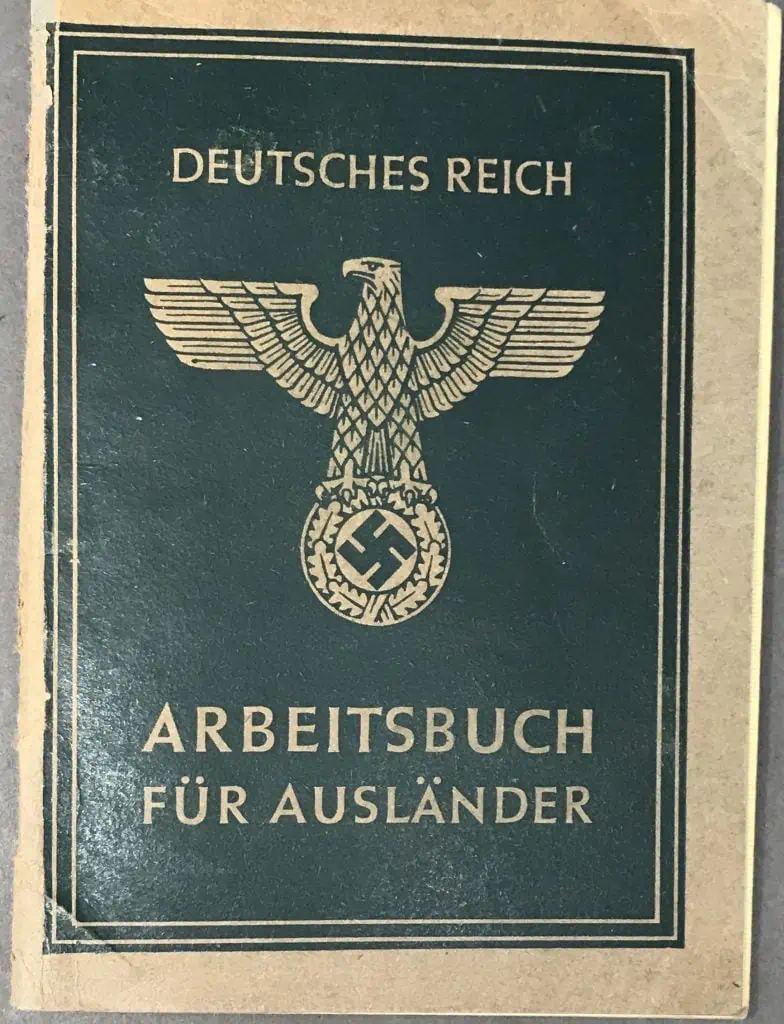 DEUTSCHES REICH
ARBEITSBUCH
FÜR AUSLÄNDER